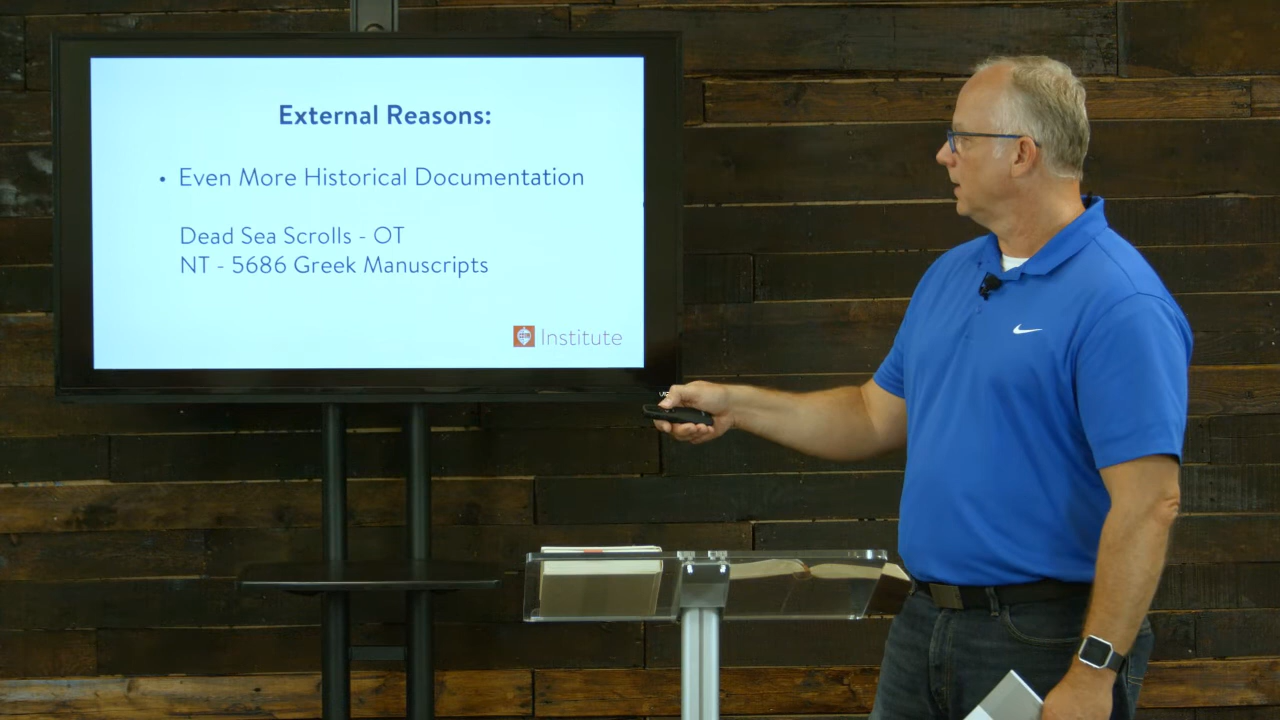 External Reasons:
• Even More Historical Documentation
Dead Sea Scrolls - OT
NT - 5686 Greek Manuscripts
Institute